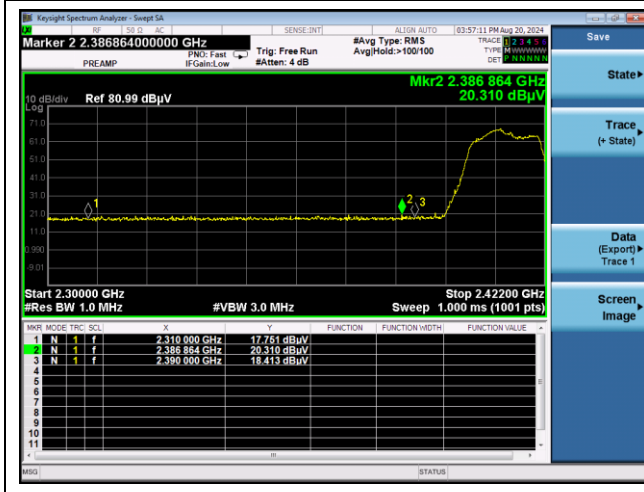 Keysight Spectrum Analyzer - Swept SA
RF 50 Ω AC SENSE:INT ALIGN AUTO 03:57:11 PM Aug 20, 2024
Marker 2 2.386864000000 GHz
PREAMP
PNO: Fast
IFGain:Low
Trig: Free Run
#Atten: 4 dB
#Avg Type: RMS
Avg|Hold:>100/100
TRACE 1 2 3 4 5 6
TYPE M WWWWW
DET P N N N N N
Save
Mkr2 2.386 864 GHz
20.310 dBµV
10 dB/div Ref 80.99 dBµV
Log
71.0
61.0
51.0
41.0
31.0
21.0
11.0
0.990
-9.01
1
2
3
Start 2.30000 GHz Stop 2.42200 GHz
#Res BW 1.0 MHz #VBW 3.0 MHz Sweep 1.000 ms (1001 pts)
MKR MODE TRC SCL X Y FUNCTION FUNCTION WIDTH FUNCTION VALUE
1 N 1 f 2.310 000 GHz 17.751 dBµV
2 N 1 f 2.386 864 GHz 20.310 dBµV
3 N 1 f 2.390 000 GHz 18.413 dBµV
4
5
6
7
8
9
10
11
MSG STATUS
State
Trace
(+ State)
Data
(Export)
Trace 1
Screen
Image